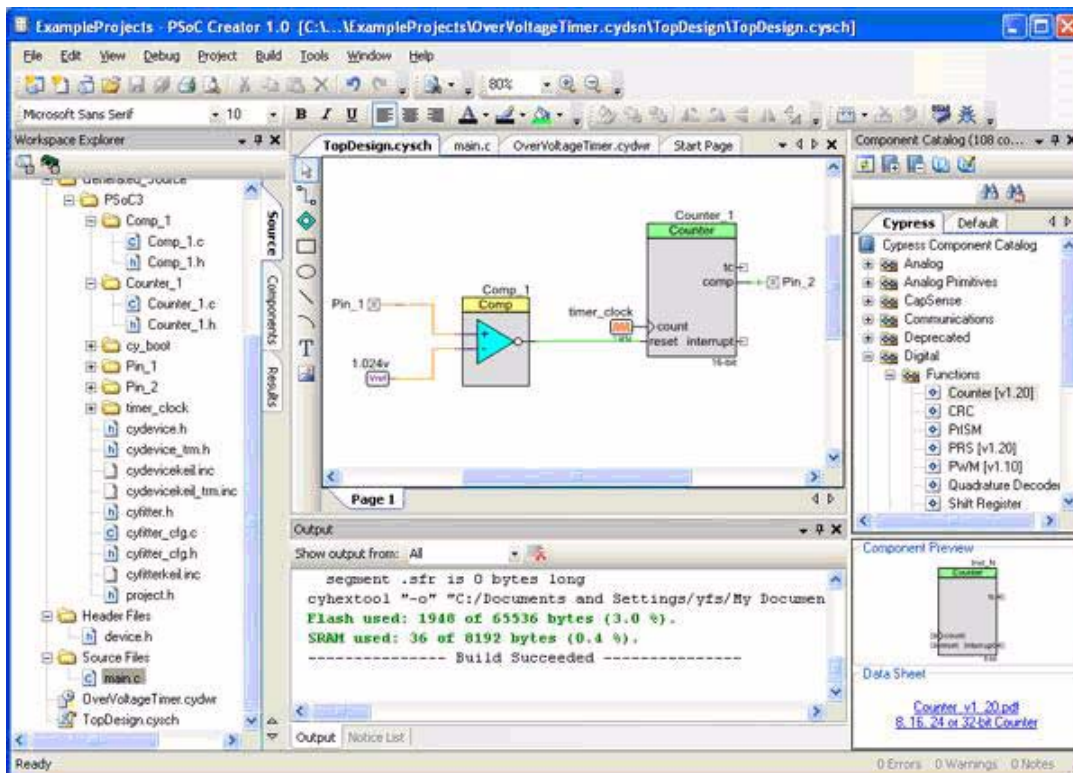 ExampleProjects - PSoC Creator 1.0 [C:\...\ExampleProjects\OverVoltageTimer.cydsn\TopDesign\TopDesign.cysch]
File Edit View Debug Project Build Tools Window Help
80%
Microsoft Sans Serif 10 B I U A
Workspace Explorer
Generated_Source
PSoC3
Comp_1
Comp_1.c
Comp_1.h
Counter_1
Counter_1.c
Counter_1.h
cy_boot
Pin_1
Pin_2
timer_clock
cydevice.h
cydevice_trm.h
cydevicekeil.inc
cydevicekeil_trm.inc
cyfitter.h
cyfitter_cfg.c
cyfitter_cfg.h
cyfitterkeil.inc
project.h
Header Files
device.h
Source Files
main.c
OverVoltageTimer.cydwr
TopDesign.cysch
Source
Components
Results
TopDesign.cysch main.c OverVoltageTimer.cydwr Start Page
T
Counter_1
Counter
tc
comp
Pin_2
Comp_1
Comp
Pin_1
timer_clock
count
reset interrupt
16-bit
1.024v
Vref
Page 1
Output
Show output from: All
segment .sfr is 0 bytes long
cyhextool "-o" "C:/Documents and Settings/yfs/My Documen
Flash used: 1948 of 65536 bytes (3.0 %).
SRAM used: 36 of 8192 bytes (0.4 %).
--------------- Build Succeeded ---------------
Output Notice List
Component Catalog (108 co...
Cypress Default
Cypress Component Catalog
Analog
Analog Primitives
CapSense
Communications
Deprecated
Digital
Functions
Counter [v1.20]
CRC
PrISM
PRS [v1.20]
PWM [v1.10]
Quadrature Decoder
Shift Register
Component Preview
Inst_N
Counter
Data Sheet
Counter_v1_20.pdf
8, 16, 24 or 32-bit Counter
Ready
0 Errors 0 Warnings 0 Notes